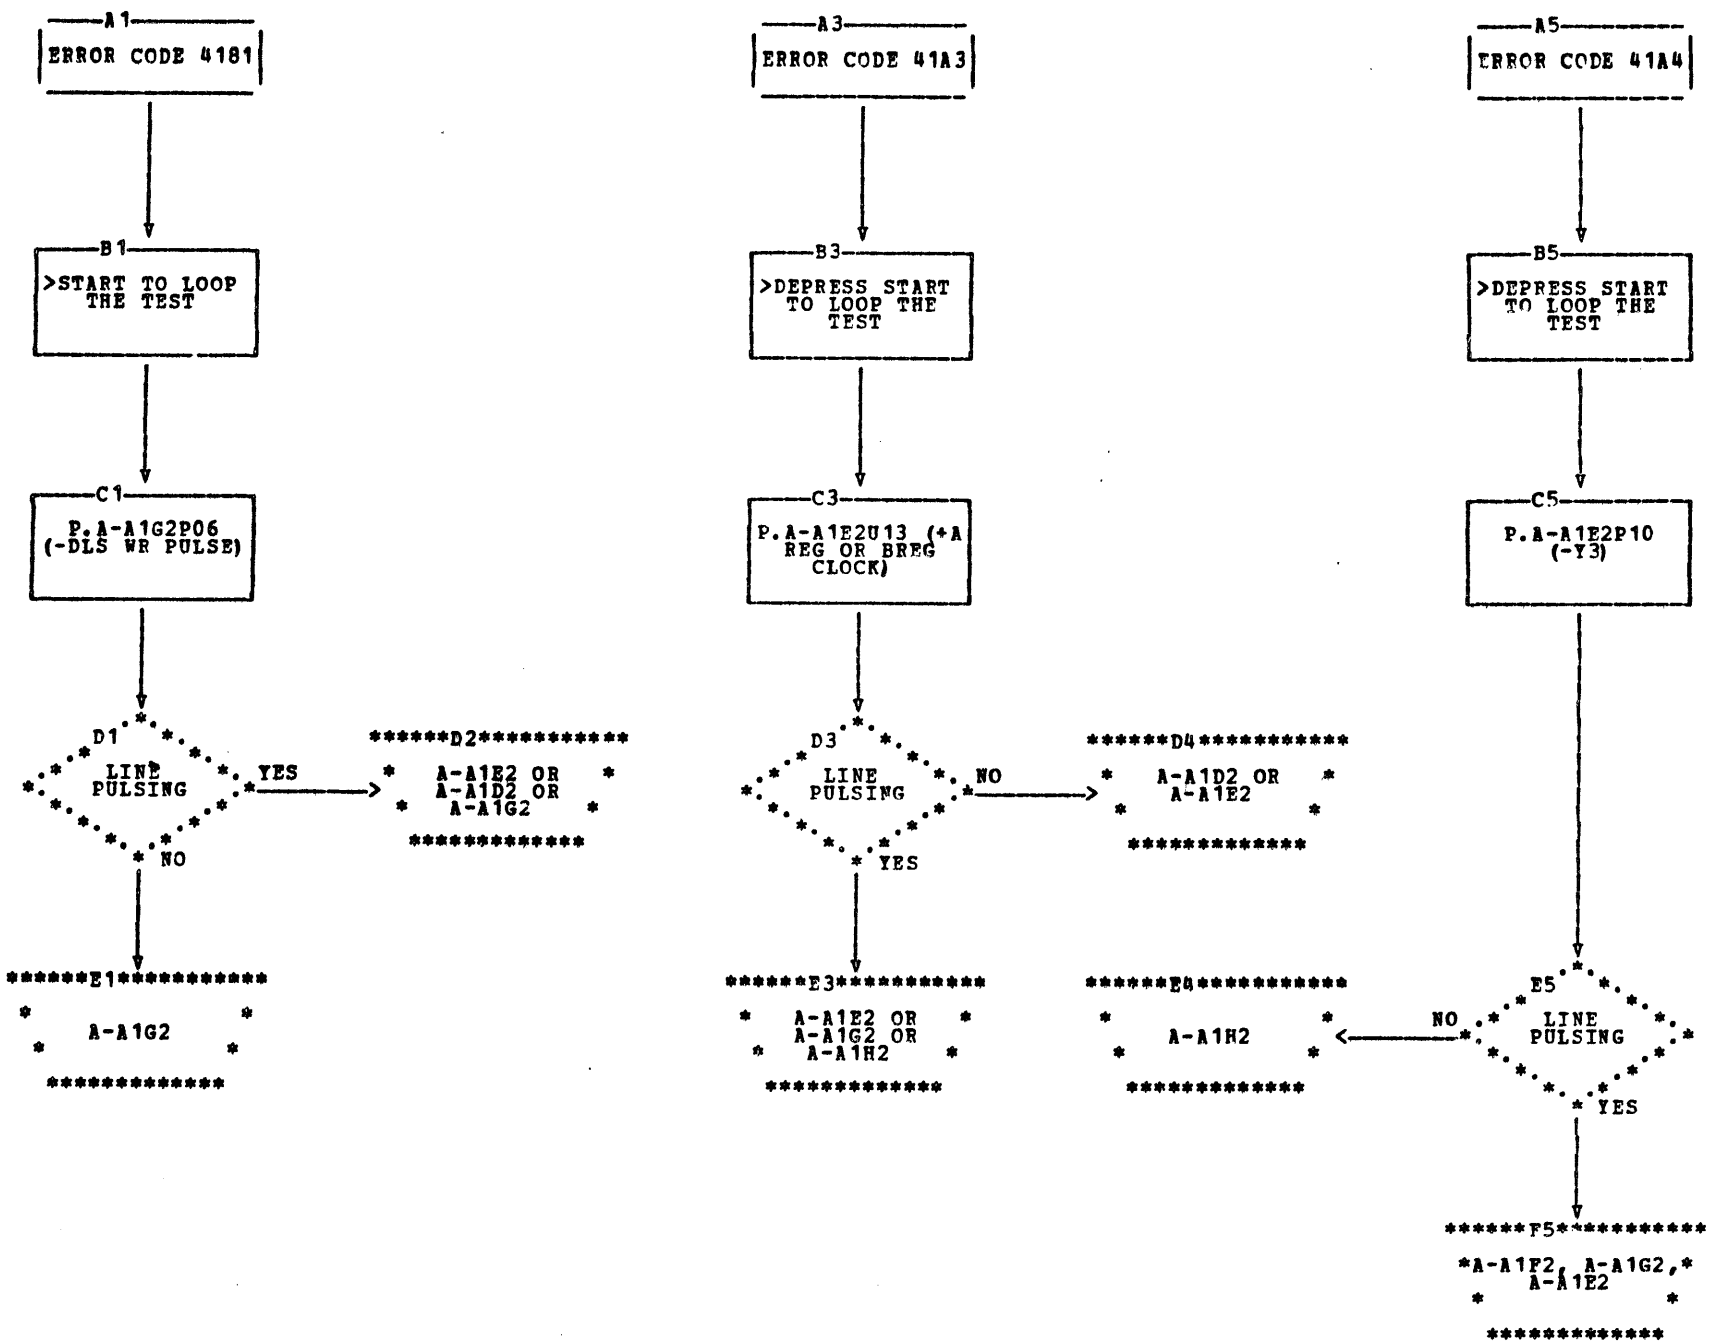 A1
ERROR CODE 4181
B1
>START TO LOOP
THE TEST
C1
P.A-A1G2P06
(-DLS WR PULSE)
D1
LINE
PULSING
YES
NO
******D2***********
* A-A1E2 OR *
A-A1D2 OR
* A-A1G2 *
*************
******E1***********
* *
A-A1G2
* *
*************
A3
ERROR CODE 41A3
B3
>DEPRESS START
TO LOOP THE
TEST
C3
P.A-A1E2U13 (+A
REG OR BREG
CLOCK)
D3
LINE
PULSING
NO
YES
******D4***********
* A-A1D2 OR *
A-A1E2
* *
*************
******E3***********
* A-A1E2 OR *
A-A1G2 OR
* A-A1H2 *
*************
A5
ERROR CODE 41A4
B5
>DEPRESS START
TO LOOP THE
TEST
C5
P.A-A1E2P10
(-Y3)
E5
LINE
PULSING
NO
YES
******E4***********
* *
A-A1H2
* *
*************
******F5***********
*A-A1F2, A-A1G2,*
A-A1E2
* *
*************